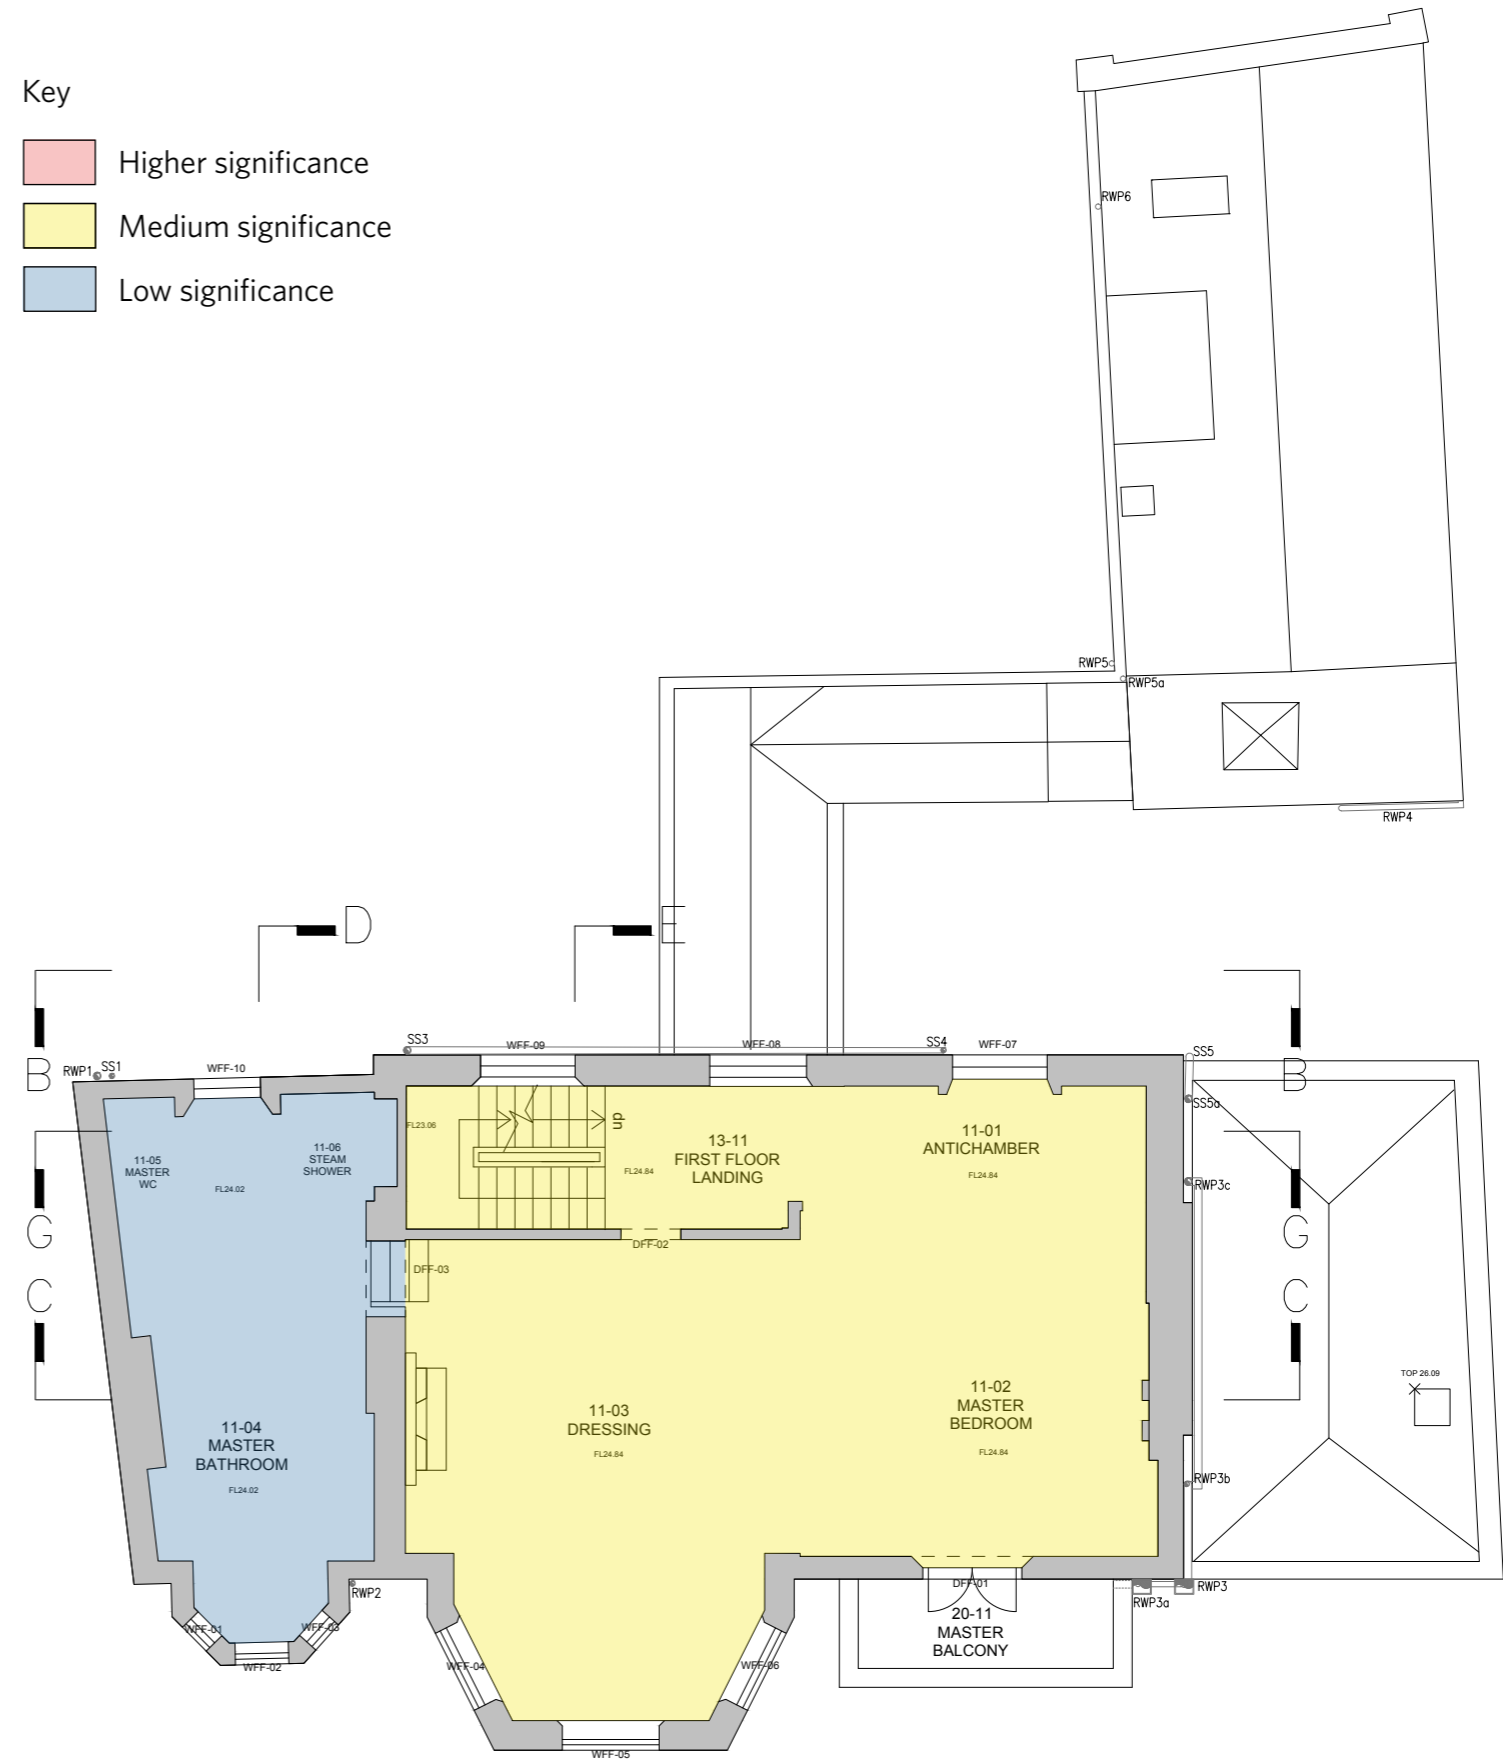 Key
Higher significance
Medium significance
Low significance
RWP6
RWP5
RWP5a
RWP4
D
E
B
B
RWP1
SS1
WFF-10
SS3
WFF-09
WFF-08
SS4
WFF-07
SS5
SS5a
FL23.06
dn
11-05
MASTER
WC
FL24.02
11-06
STEAM
SHOWER
FL24.84
13-11
FIRST FLOOR
LANDING
11-01
ANTICHAMBER
FL24.84
RWP3c
G
G
DFF-02
DFF-03
C
C
TOP 26.09
11-04
MASTER
BATHROOM
FL24.02
11-03
DRESSING
FL24.84
11-02
MASTER
BEDROOM
FL24.84
RWP3b
RWP2
DFF-01
RWP3a
RWP3
20-11
MASTER
BALCONY
WFF-01
WFF-03
WFF-02
WFF-04
WFF-06
WFF-05